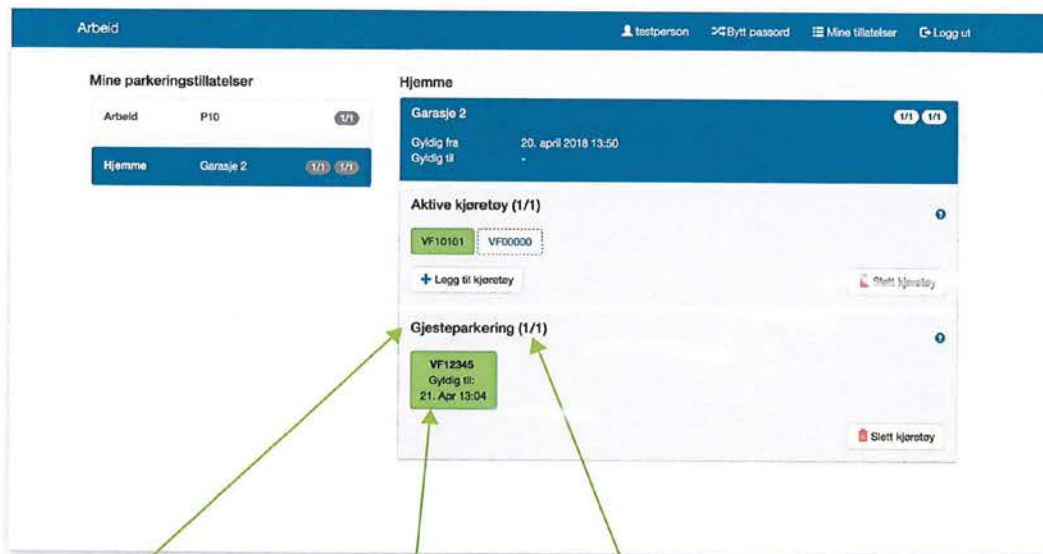 Arbeid
testperson Bytt passord Mine tillatelser Logg ut
Mine parkeringstillatelser
Arbeid P10 1/1
Hjemme Garasje 2 1/1 1/1
Hjemme
Garasje 2 1/1 1/1
Gyldig fra 20. april 2018 13:50
Gyldig til -
Aktive kjøretøy (1/1)
VF10101 VF00000
+ Legg til kjøretøy Slett kjøretøy
Gjesteparkering (1/1)
VF12345
Gyldig til:
21. Apr 13:04
Slett kjøretøy